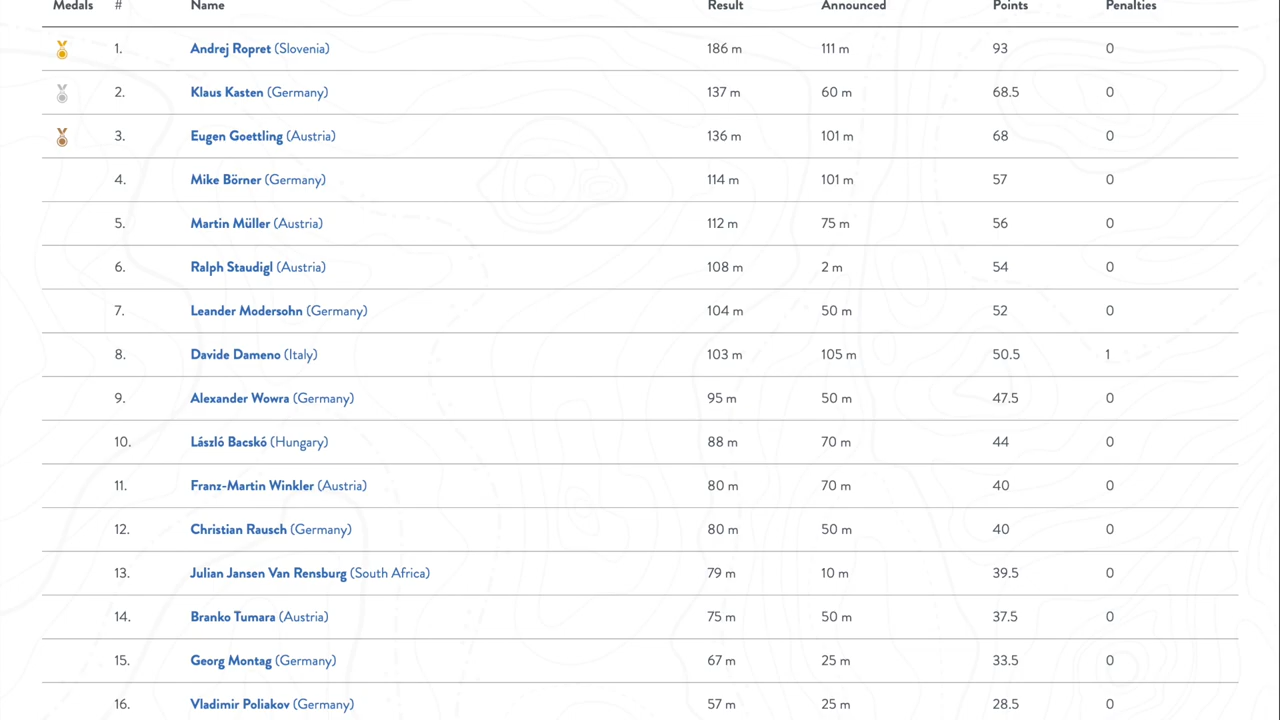 Medals # Name Result Announced Points Penalties
1. Andrej Ropret (Slovenia) 186 m 111 m 93 0
2. Klaus Kasten (Germany) 137 m 60 m 68.5 0
3. Eugen Goettling (Austria) 136 m 101 m 68 0
4. Mike Börner (Germany) 114 m 101 m 57 0
5. Martin Müller (Austria) 112 m 75 m 56 0
6. Ralph Staudigl (Austria) 108 m 2 m 54 0
7. Leander Modersohn (Germany) 104 m 50 m 52 0
8. Davide Dameno (Italy) 103 m 105 m 50.5 1
9. Alexander Wowra (Germany) 95 m 50 m 47.5 0
10. László Bacskó (Hungary) 88 m 70 m 44 0
11. Franz-Martin Winkler (Austria) 80 m 70 m 40 0
12. Christian Rausch (Germany) 80 m 50 m 40 0
13. Julian Jansen Van Rensburg (South Africa) 79 m 10 m 39.5 0
14. Branko Tumara (Austria) 75 m 50 m 37.5 0
15. Georg Montag (Germany) 67 m 25 m 33.5 0
16. Vladimir Poliakov (Germany) 57 m 25 m 28.5 0